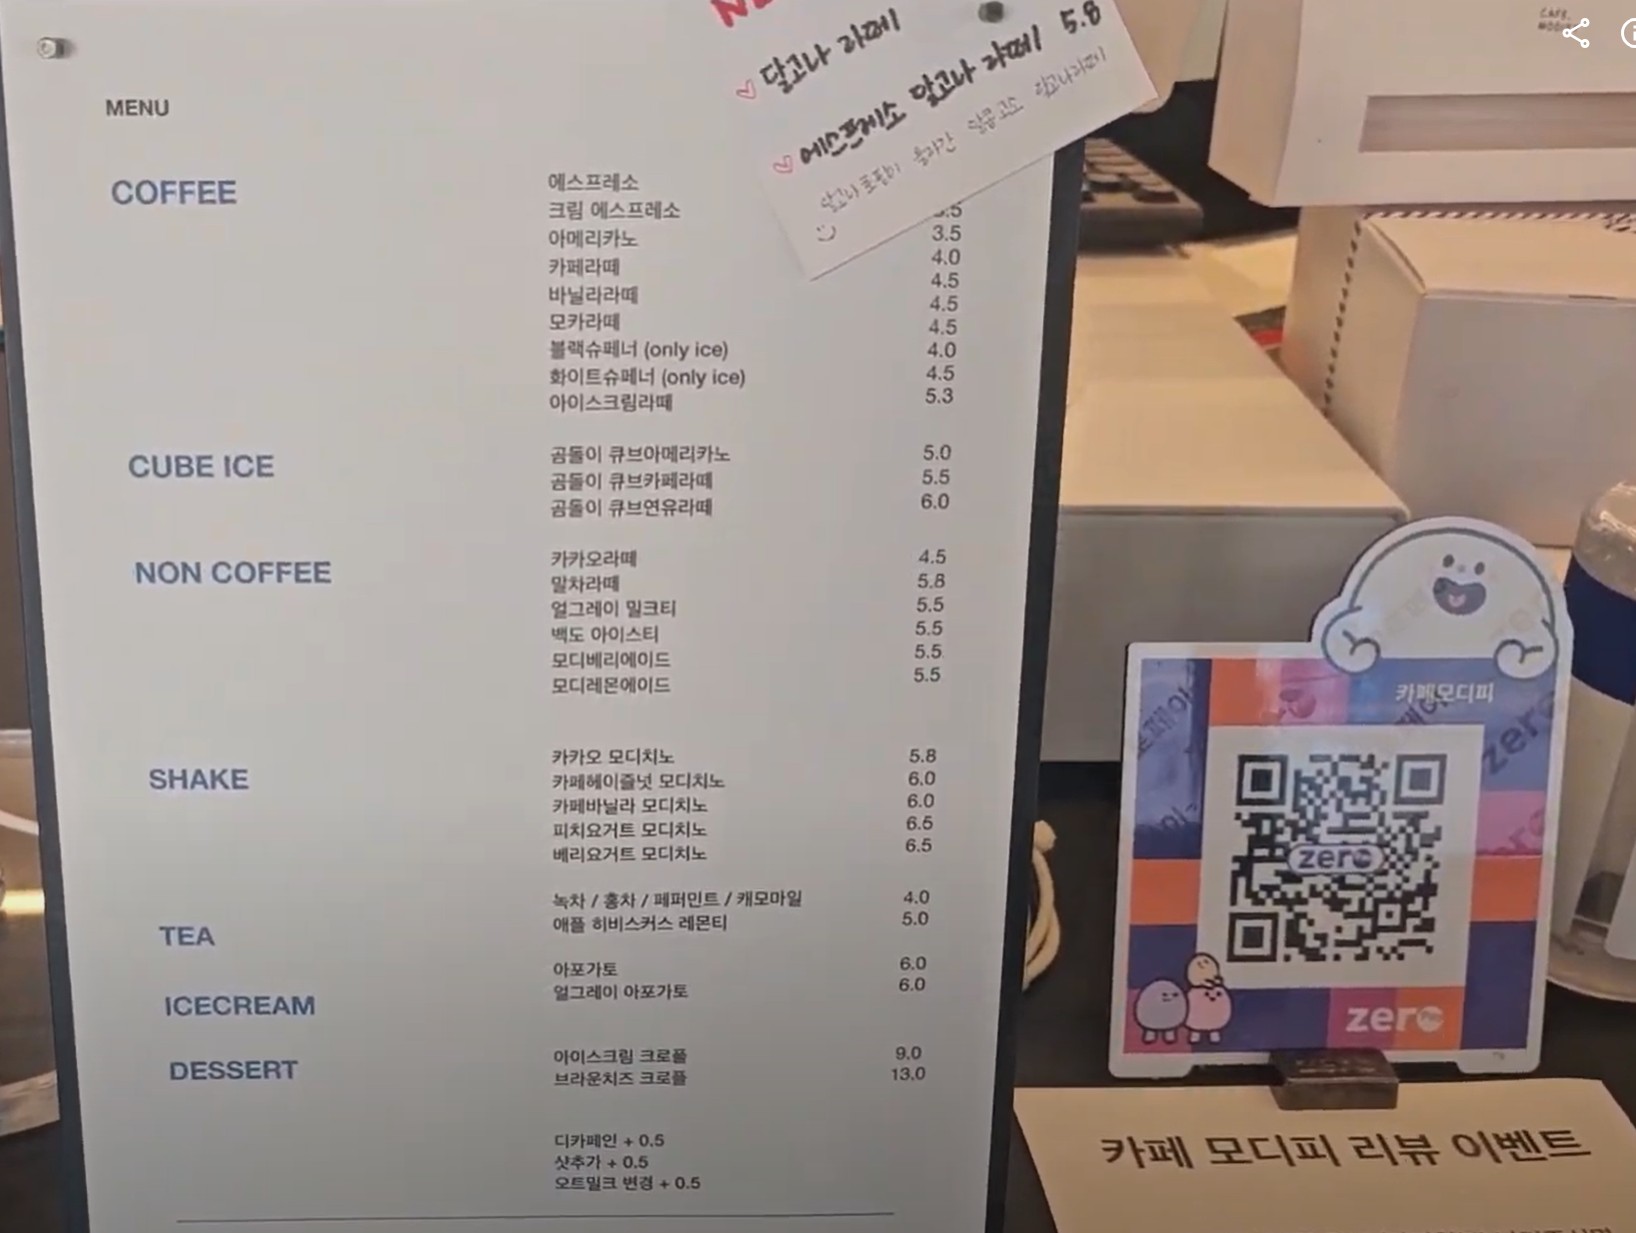 달고나 라떼
에스프레소 달고나 라떼 5.8
MENU
COFFEE
에스프레소
크림 에스프레소 3.5
아메리카노 3.5
카페라떼 4.0
바닐라라떼 4.5
모카라떼 4.5
블랙슈페너 (only ice) 4.5
화이트슈페너 (only ice) 4.0
아이스크림라떼 4.5
5.3
CUBE ICE
곰돌이 큐브아메리카노 5.0
곰돌이 큐브카페라떼 5.5
곰돌이 큐브연유라떼 6.0
NON COFFEE
카카오라떼 4.5
말차라떼 5.8
얼그레이 밀크티 5.5
백도 아이스티 5.5
모디베리에이드 5.5
모디레몬에이드 5.5
SHAKE
카카오 모디치노 5.8
카페헤이즐넛 모디치노 6.0
카페바닐라 모디치노 6.0
피치요거트 모디치노 6.5
베리요거트 모디치노 6.5
TEA
녹차 / 홍차 / 페퍼민트 / 캐모마일 4.0
애플 히비스커스 레몬티 5.0
ICECREAM
아포가토 6.0
얼그레이 아포가토 6.0
DESSERT
아이스크림 크로플 9.0
브라운치즈 크로플 13.0
디카페인 + 0.5
샷추가 + 0.5
오트밀크 변경 + 0.5
카페모디피
zero
zero
카페 모디피 리뷰 이벤트